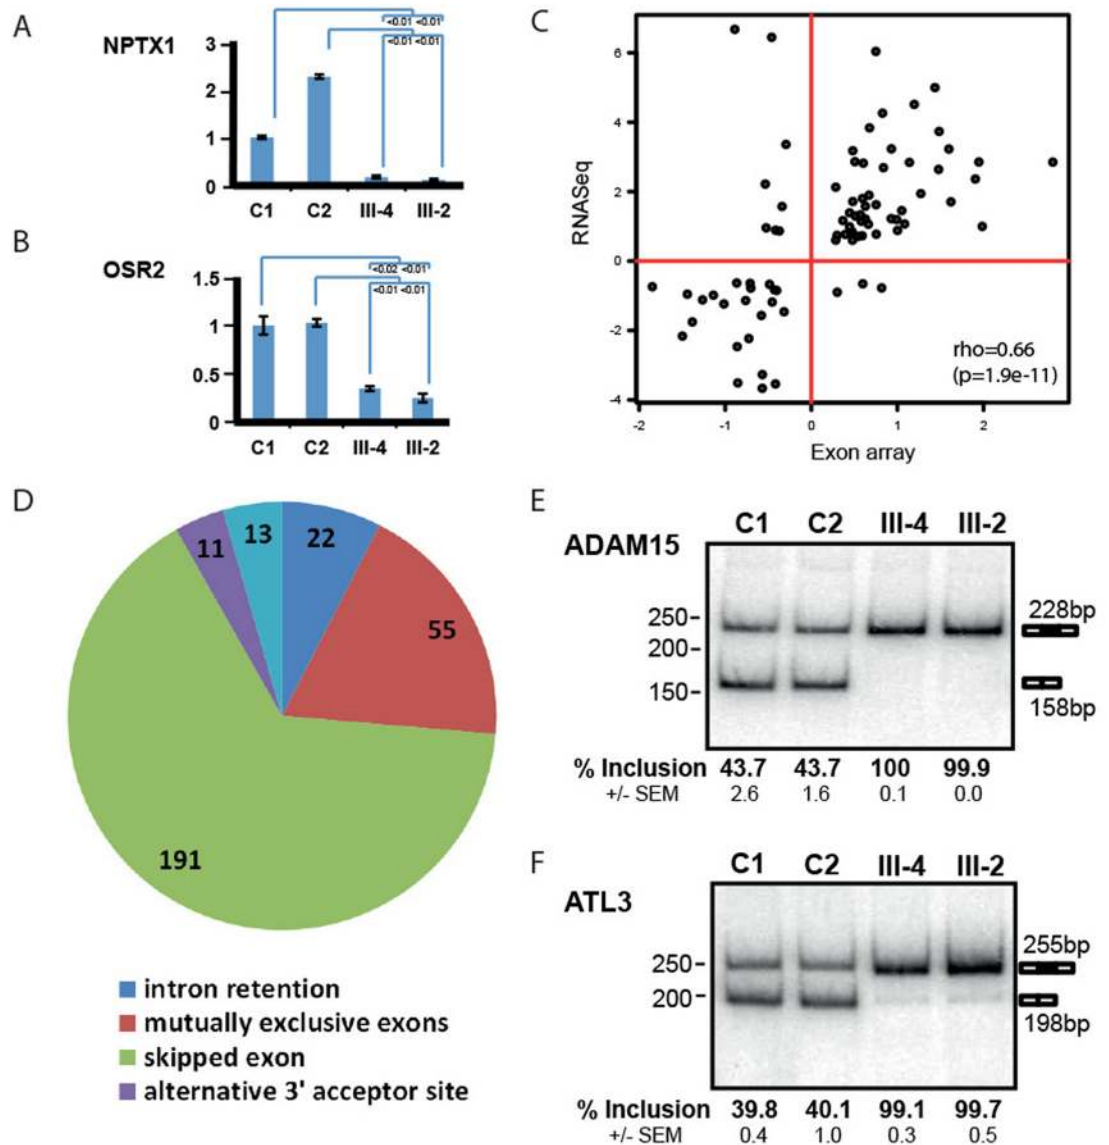 A
NPTX1
<0.01 <0.01
<0.01 <0.01
3
2
1
0
C1 C2 III-4 III-2
B
OSR2
<0.02 <0.01
<0.01 <0.01
1.5
1
0.5
0
C1 C2 III-4 III-2
C
RNASeq
6
4
2
0
-2
-4
-2 -1 0 1 2
Exon array
rho=0.66
(p=1.9e-11)
D
11 13 22
55
191
intron retention
mutually exclusive exons
skipped exon
alternative 3' acceptor site
E
ADAM15
C1 C2 III-4 III-2
250-
200-
150-
228bp
158bp
% Inclusion 43.7 43.7 100 99.9
+/- SEM 2.6 1.6 0.1 0.0
F
ATL3
C1 C2 III-4 III-2
250-
200-
255bp
198bp
% Inclusion 39.8 40.1 99.1 99.7
+/- SEM 0.4 1.0 0.3 0.5